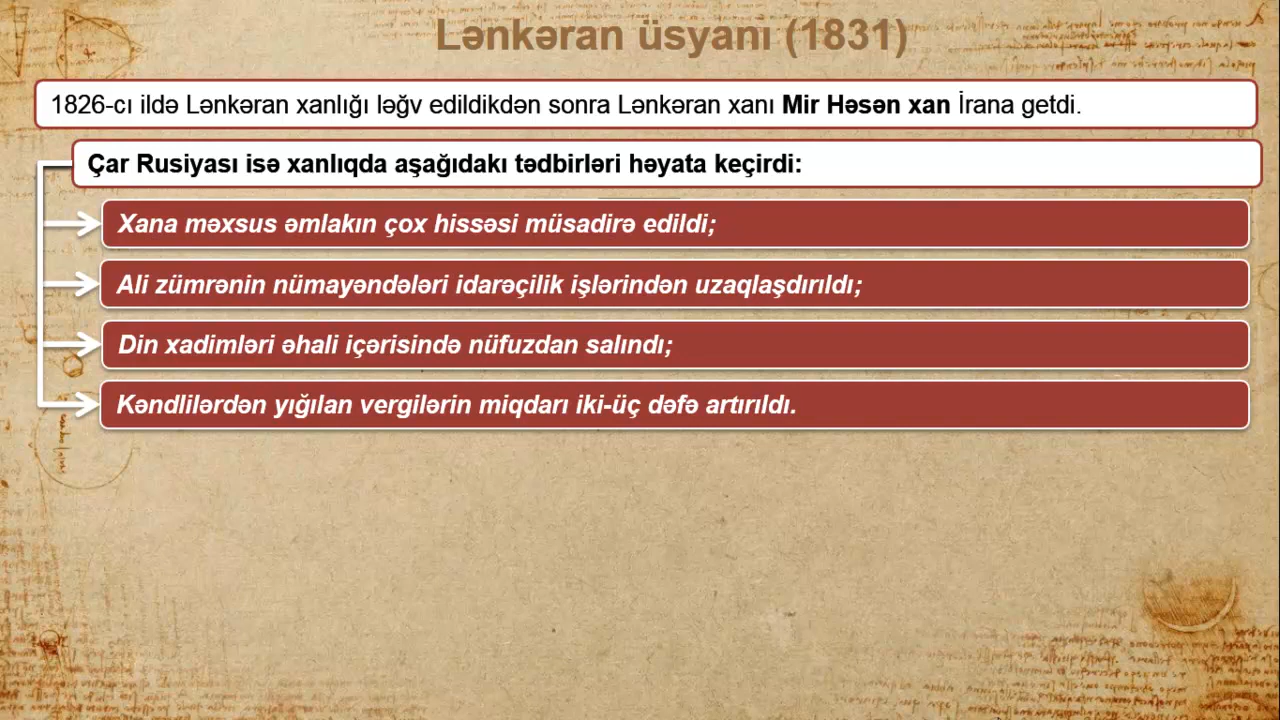 Lənkəran üsyanı (1831)
1826-cı ildə Lənkəran xanlığı ləğv edildikdən sonra Lənkəran xanı Mir Həsən xan İrana getdi.
Çar Rusiyası isə xanlıqda aşağıdakı tədbirləri həyata keçirdi:
Xana məxsus əmlakın çox hissəsi müsadirə edildi;
Ali zümrənin nümayəndələri idarəçilik işlərindən uzaqlaşdırıldı;
Din xadimləri əhali içərisində nüfuzdan salındı;
Kəndlilərdən yığılan vergilərin miqdarı iki-üç dəfə artırıldı.